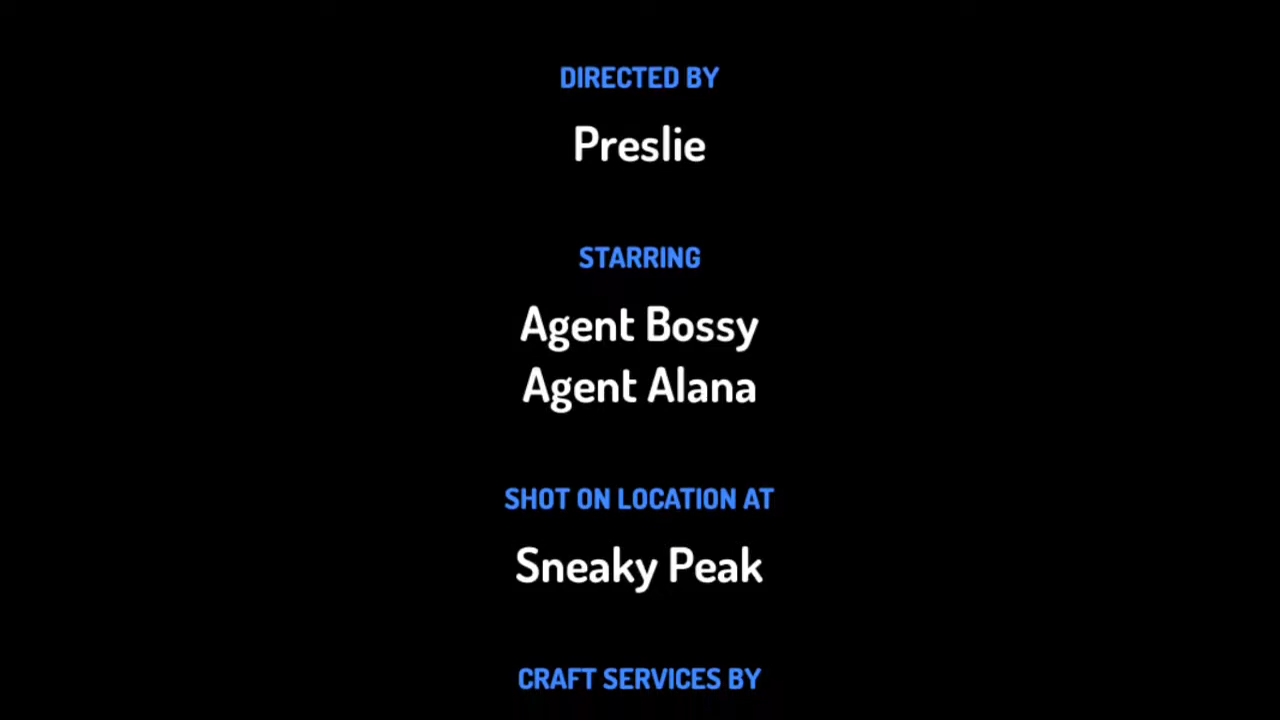 DIRECTED BY
Preslie
STARRING
Agent Bossy
Agent Alana
SHOT ON LOCATION AT
Sneaky Peak
CRAFT SERVICES BY